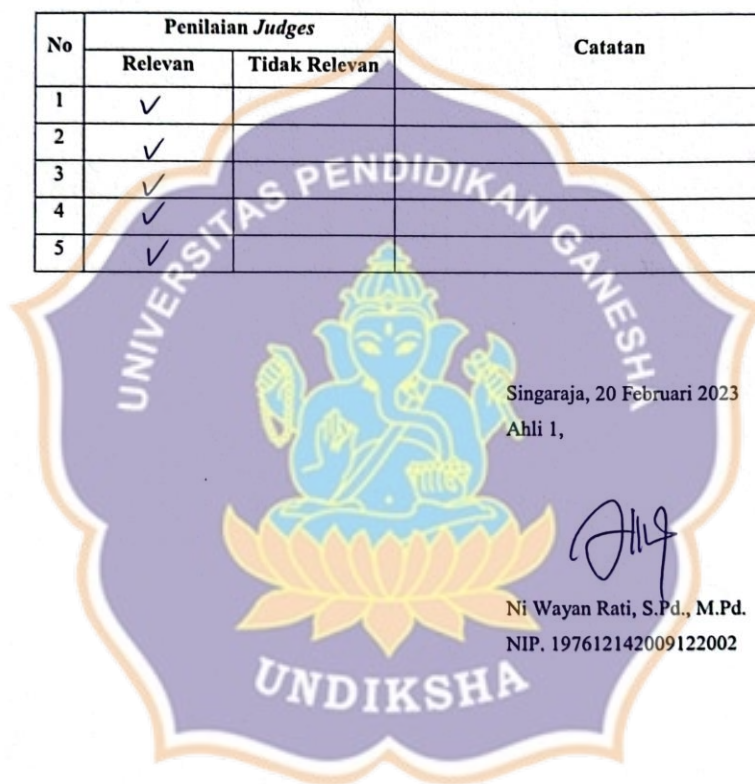 No Penilaian Judges Catatan
Relevan Tidak Relevan
1 ✓
2 ✓
3 ✓
4 ✓
5 ✓
UNIVERSITAS PENDIDIKAN GANESHA
Singaraja, 20 Februari 2023
Ahli 1,
Ni Wayan Rati, S.Pd., M.Pd.
NIP. 197612142009122002
UNDIKSHA